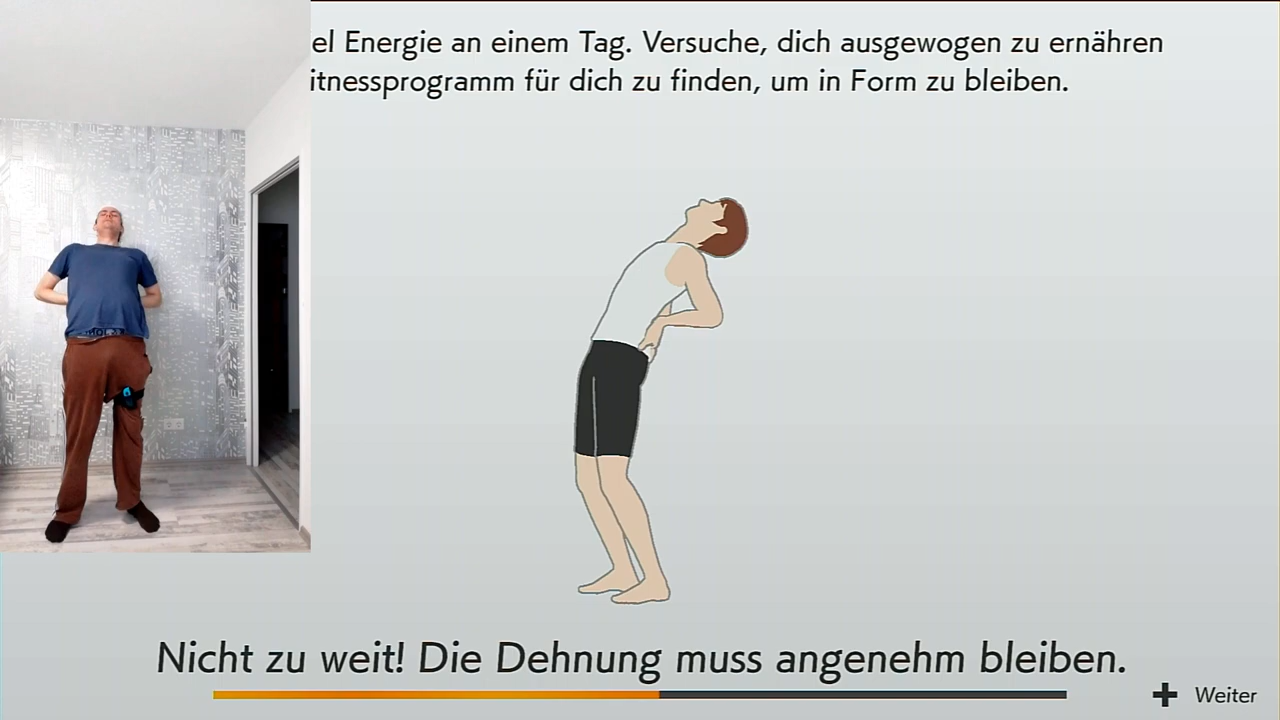 el Energie an einem Tag. Versuche, dich ausgewogen zu ernähren
itnessprogramm für dich zu finden, um in Form zu bleiben.
Nicht zu weit! Die Dehnung muss angenehm bleiben.
Weiter